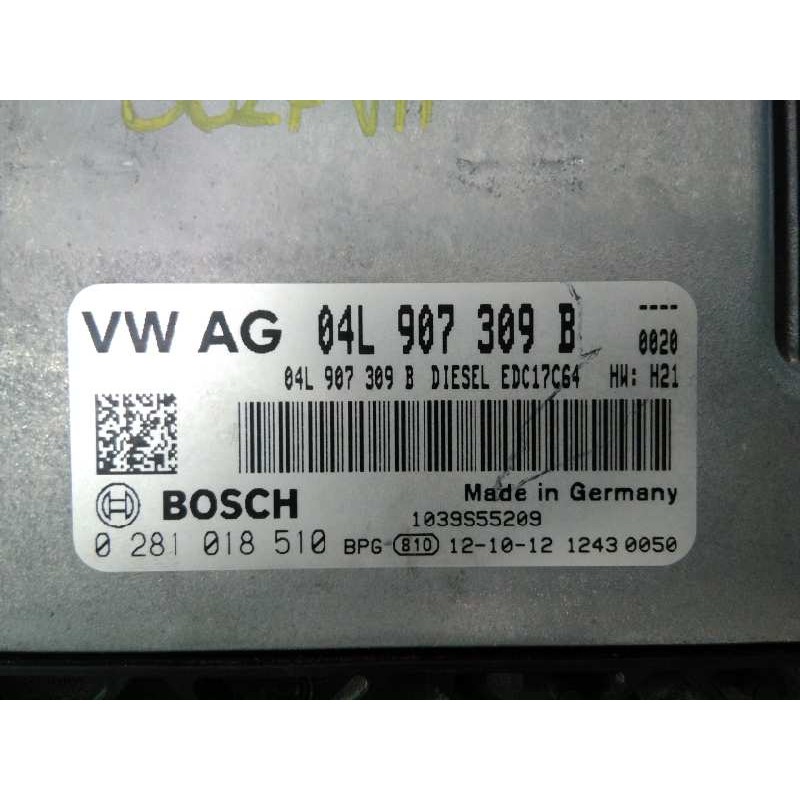 VW AG 04L 907 309 B ----
0020
04L 907 309 B DIESEL EDC17C64 HW: H21
BOSCH Made in Germany
1039S55209
0 281 018 510 BPG 810 12-10-12 1243 0050